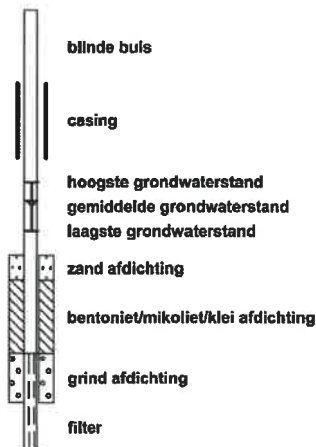 blinde buis
casing
hoogste grondwaterstand
gemiddelde grondwaterstand
laagste grondwaterstand
zand afdichting
bentoniet/mikoliet/klei afdichting
grind afdichting
filter